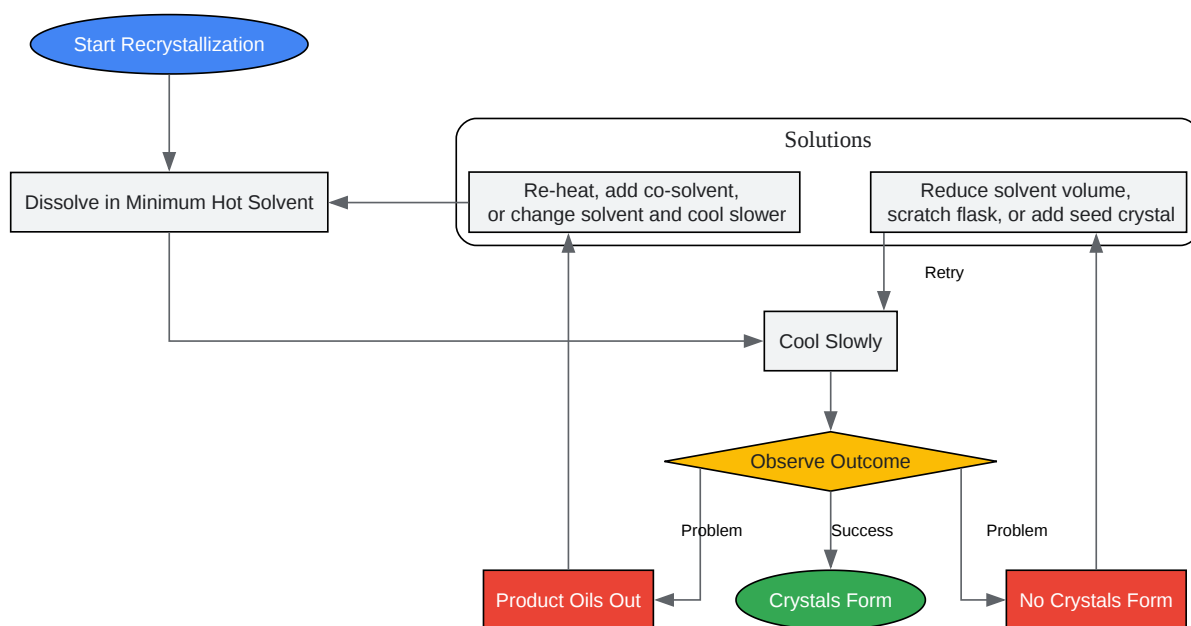 Start Recrystallization
Solutions
Dissolve in Minimum Hot Solvent
Re-heat, add co-solvent,
or change solvent and cool slower
Reduce solvent volume,
scratch flask, or add seed crystal
Retry
Cool Slowly
Observe Outcome
Problem
Success
Problem
Product Oils Out
Crystals Form
No Crystals Form